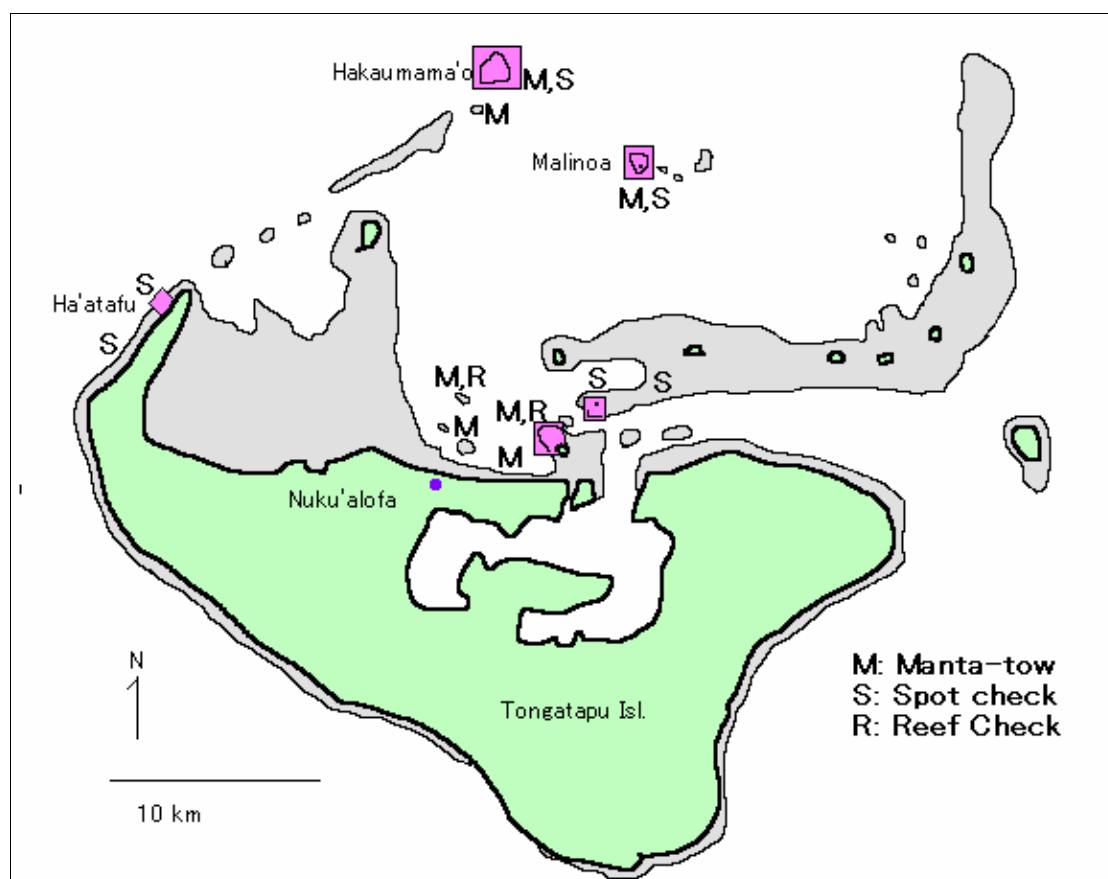 Hakaumama'o
M,S
M
Malinoa
M,S
S
Ha'atafu
S
M,R
S
S
M,R
M
M
Nuku'alofa
N
M: Manta-tow
S: Spot check
R: Reef Check
Tongatapu Isl.
10 km